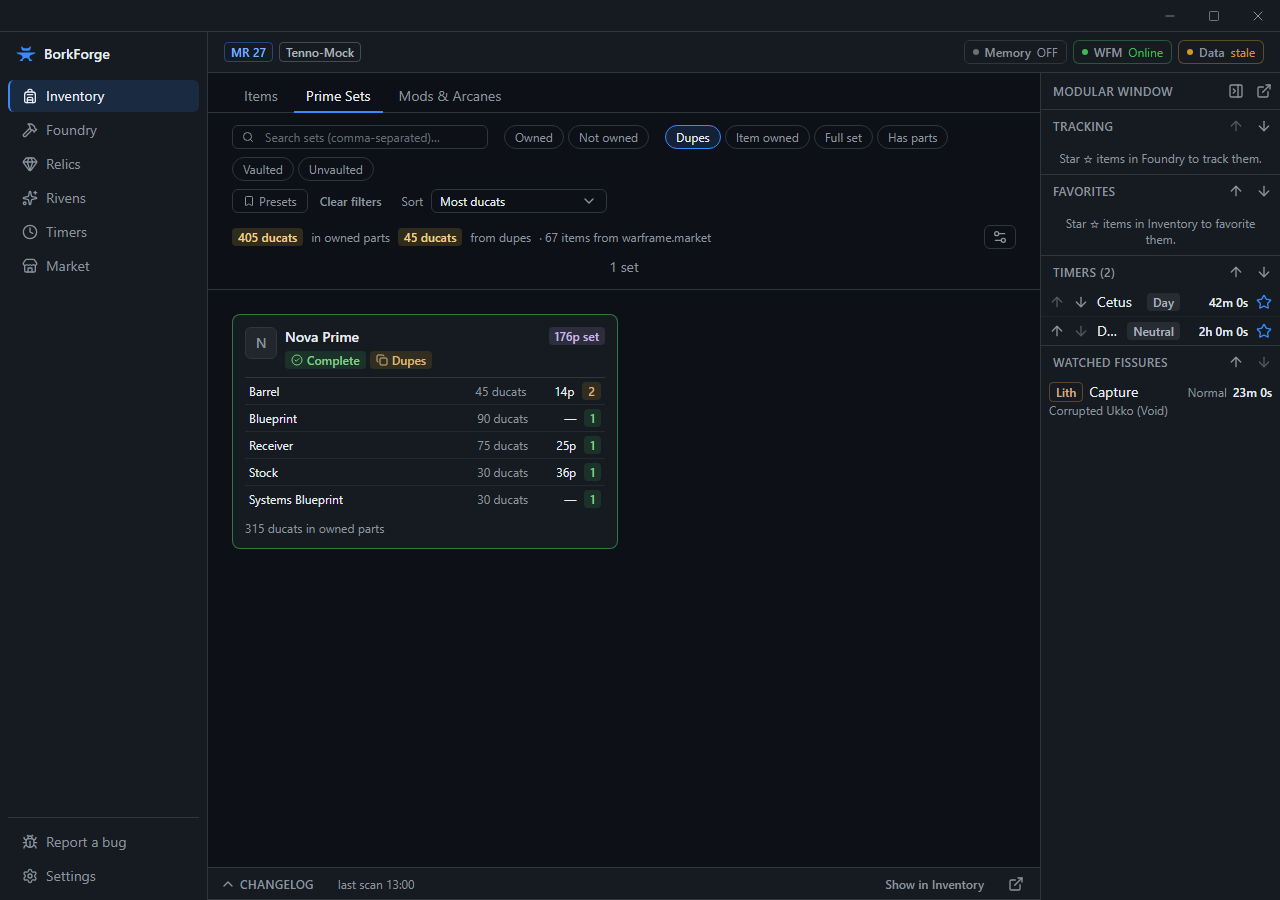 BorkForge
MR 27 Tenno-Mock
Memory OFF WFM Online Data stale
Inventory
Foundry
Relics
Rivens
Timers
Market
Report a bug
Settings
Items Prime Sets Mods & Arcanes
Search sets (comma-separated)... Owned Not owned Dupes Item owned Full set Has parts
Vaulted Unvaulted
Presets Clear filters Sort Most ducats
405 ducats in owned parts 45 ducats from dupes · 67 items from warframe.market
1 set
N Nova Prime 176p set
Complete Dupes
Barrel 45 ducats 14p 2
Blueprint 90 ducats — 1
Receiver 75 ducats 25p 1
Stock 30 ducats 36p 1
Systems Blueprint 30 ducats — 1
315 ducats in owned parts
CHANGELOG last scan 13:00 Show in Inventory
MODULAR WINDOW
TRACKING
Star ☆ items in Foundry to track them.
FAVORITES
Star ☆ items in Inventory to favorite
them.
TIMERS (2)
Cetus Day 42m 0s
D... Neutral 2h 0m 0s
WATCHED FISSURES
Lith Capture Normal 23m 0s
Corrupted Ukko (Void)